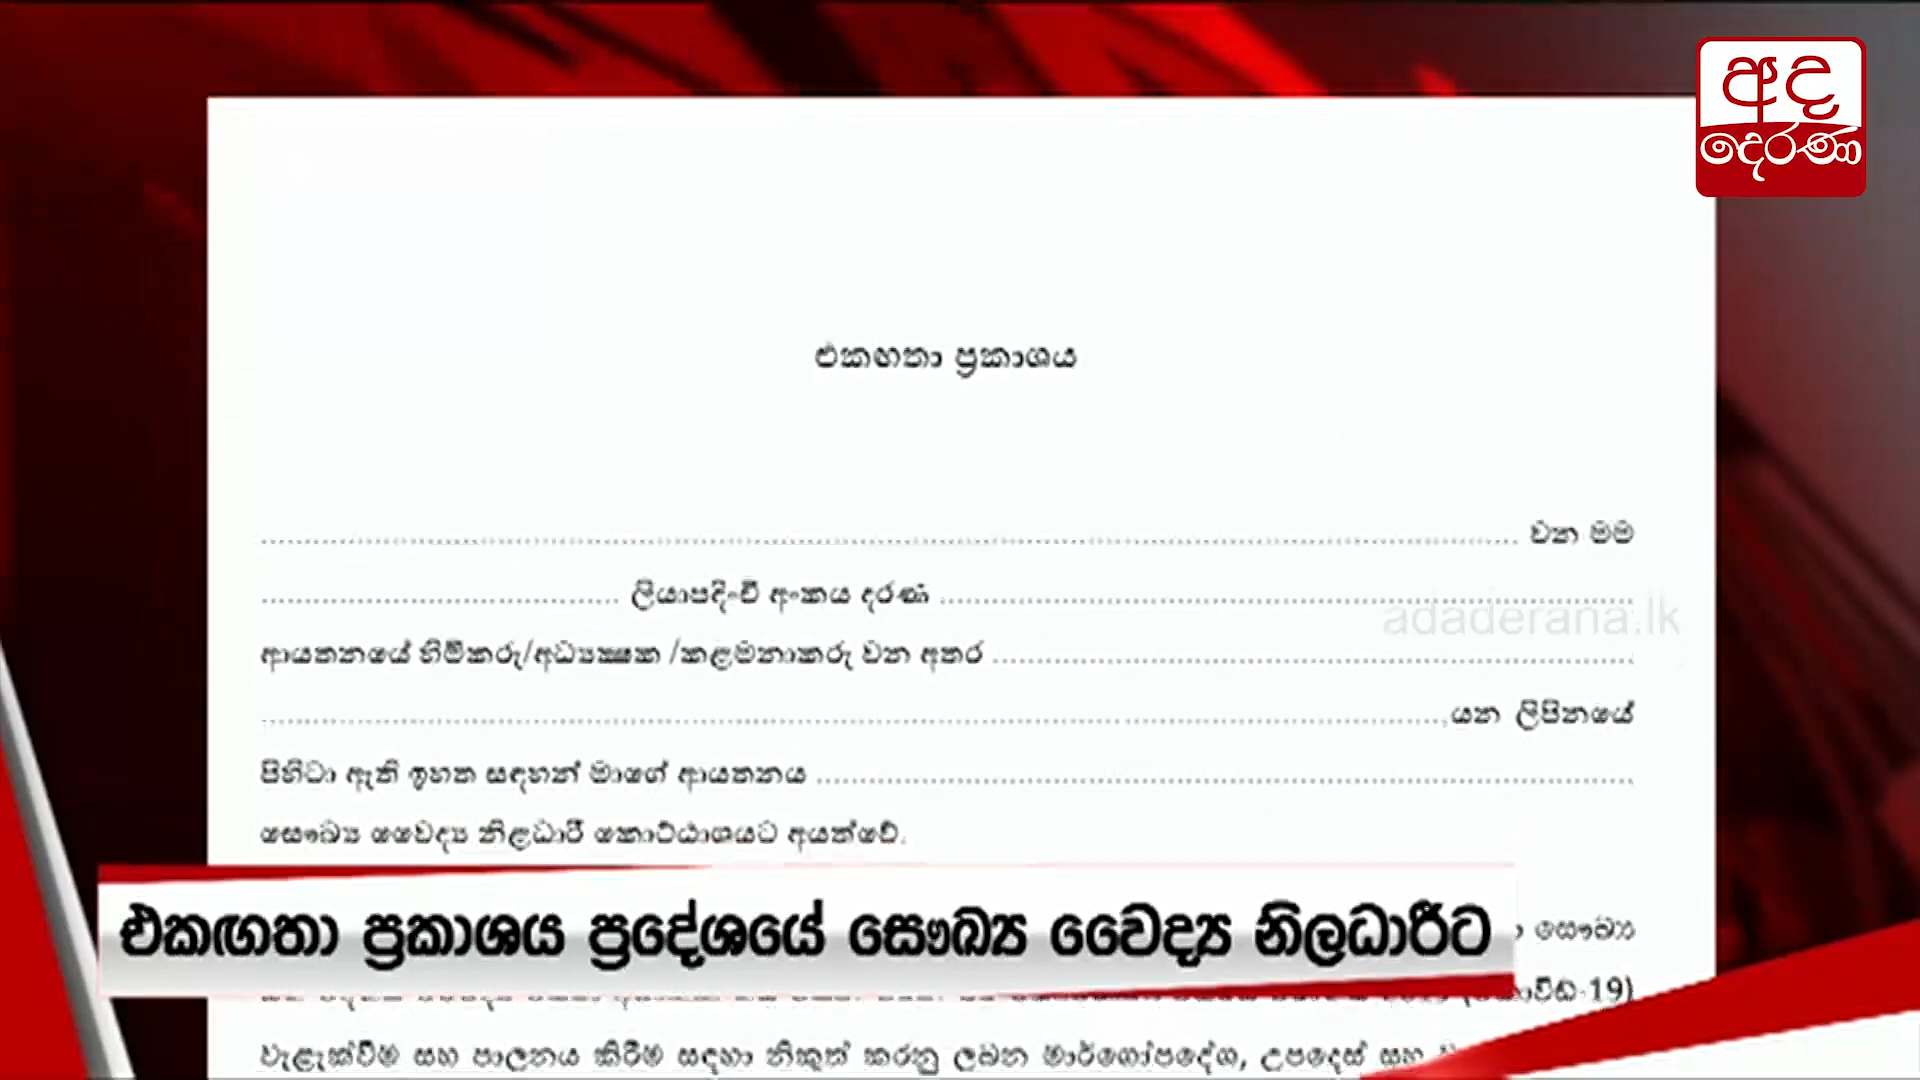 අද
දෙරණ
එකඟතා ප්‍රකාශය
.......... වන මම
.......... ලියාපදිංචි අංකය දරණ ..........
adaderana.lk
ආයතනයේ හිමිකරු/අධ්‍යක්ෂක /කළමනාකරු වන අතර ..........
.......... යන ලිපිනයේ
පිහිටා ඇති ඉහත සඳහන් මාගේ ආයතනය ..........
සෞඛ්‍ය වෛද්‍ය නිළධාරී කොට්ඨාශයට අයත්වේ.
සෞඛ්‍ය
එකඟතා ප්‍රකාශය ප්‍රදේශයේ සෞඛ්‍ය වෛද්‍ය නිලධාරීට
(කොවිඩ්-19)
වැළැක්වීම සහ පාලනය කිරීම සඳහා නිකුත් කරනු ලබන මාර්ගෝපදේශ, උපදෙස් සහ